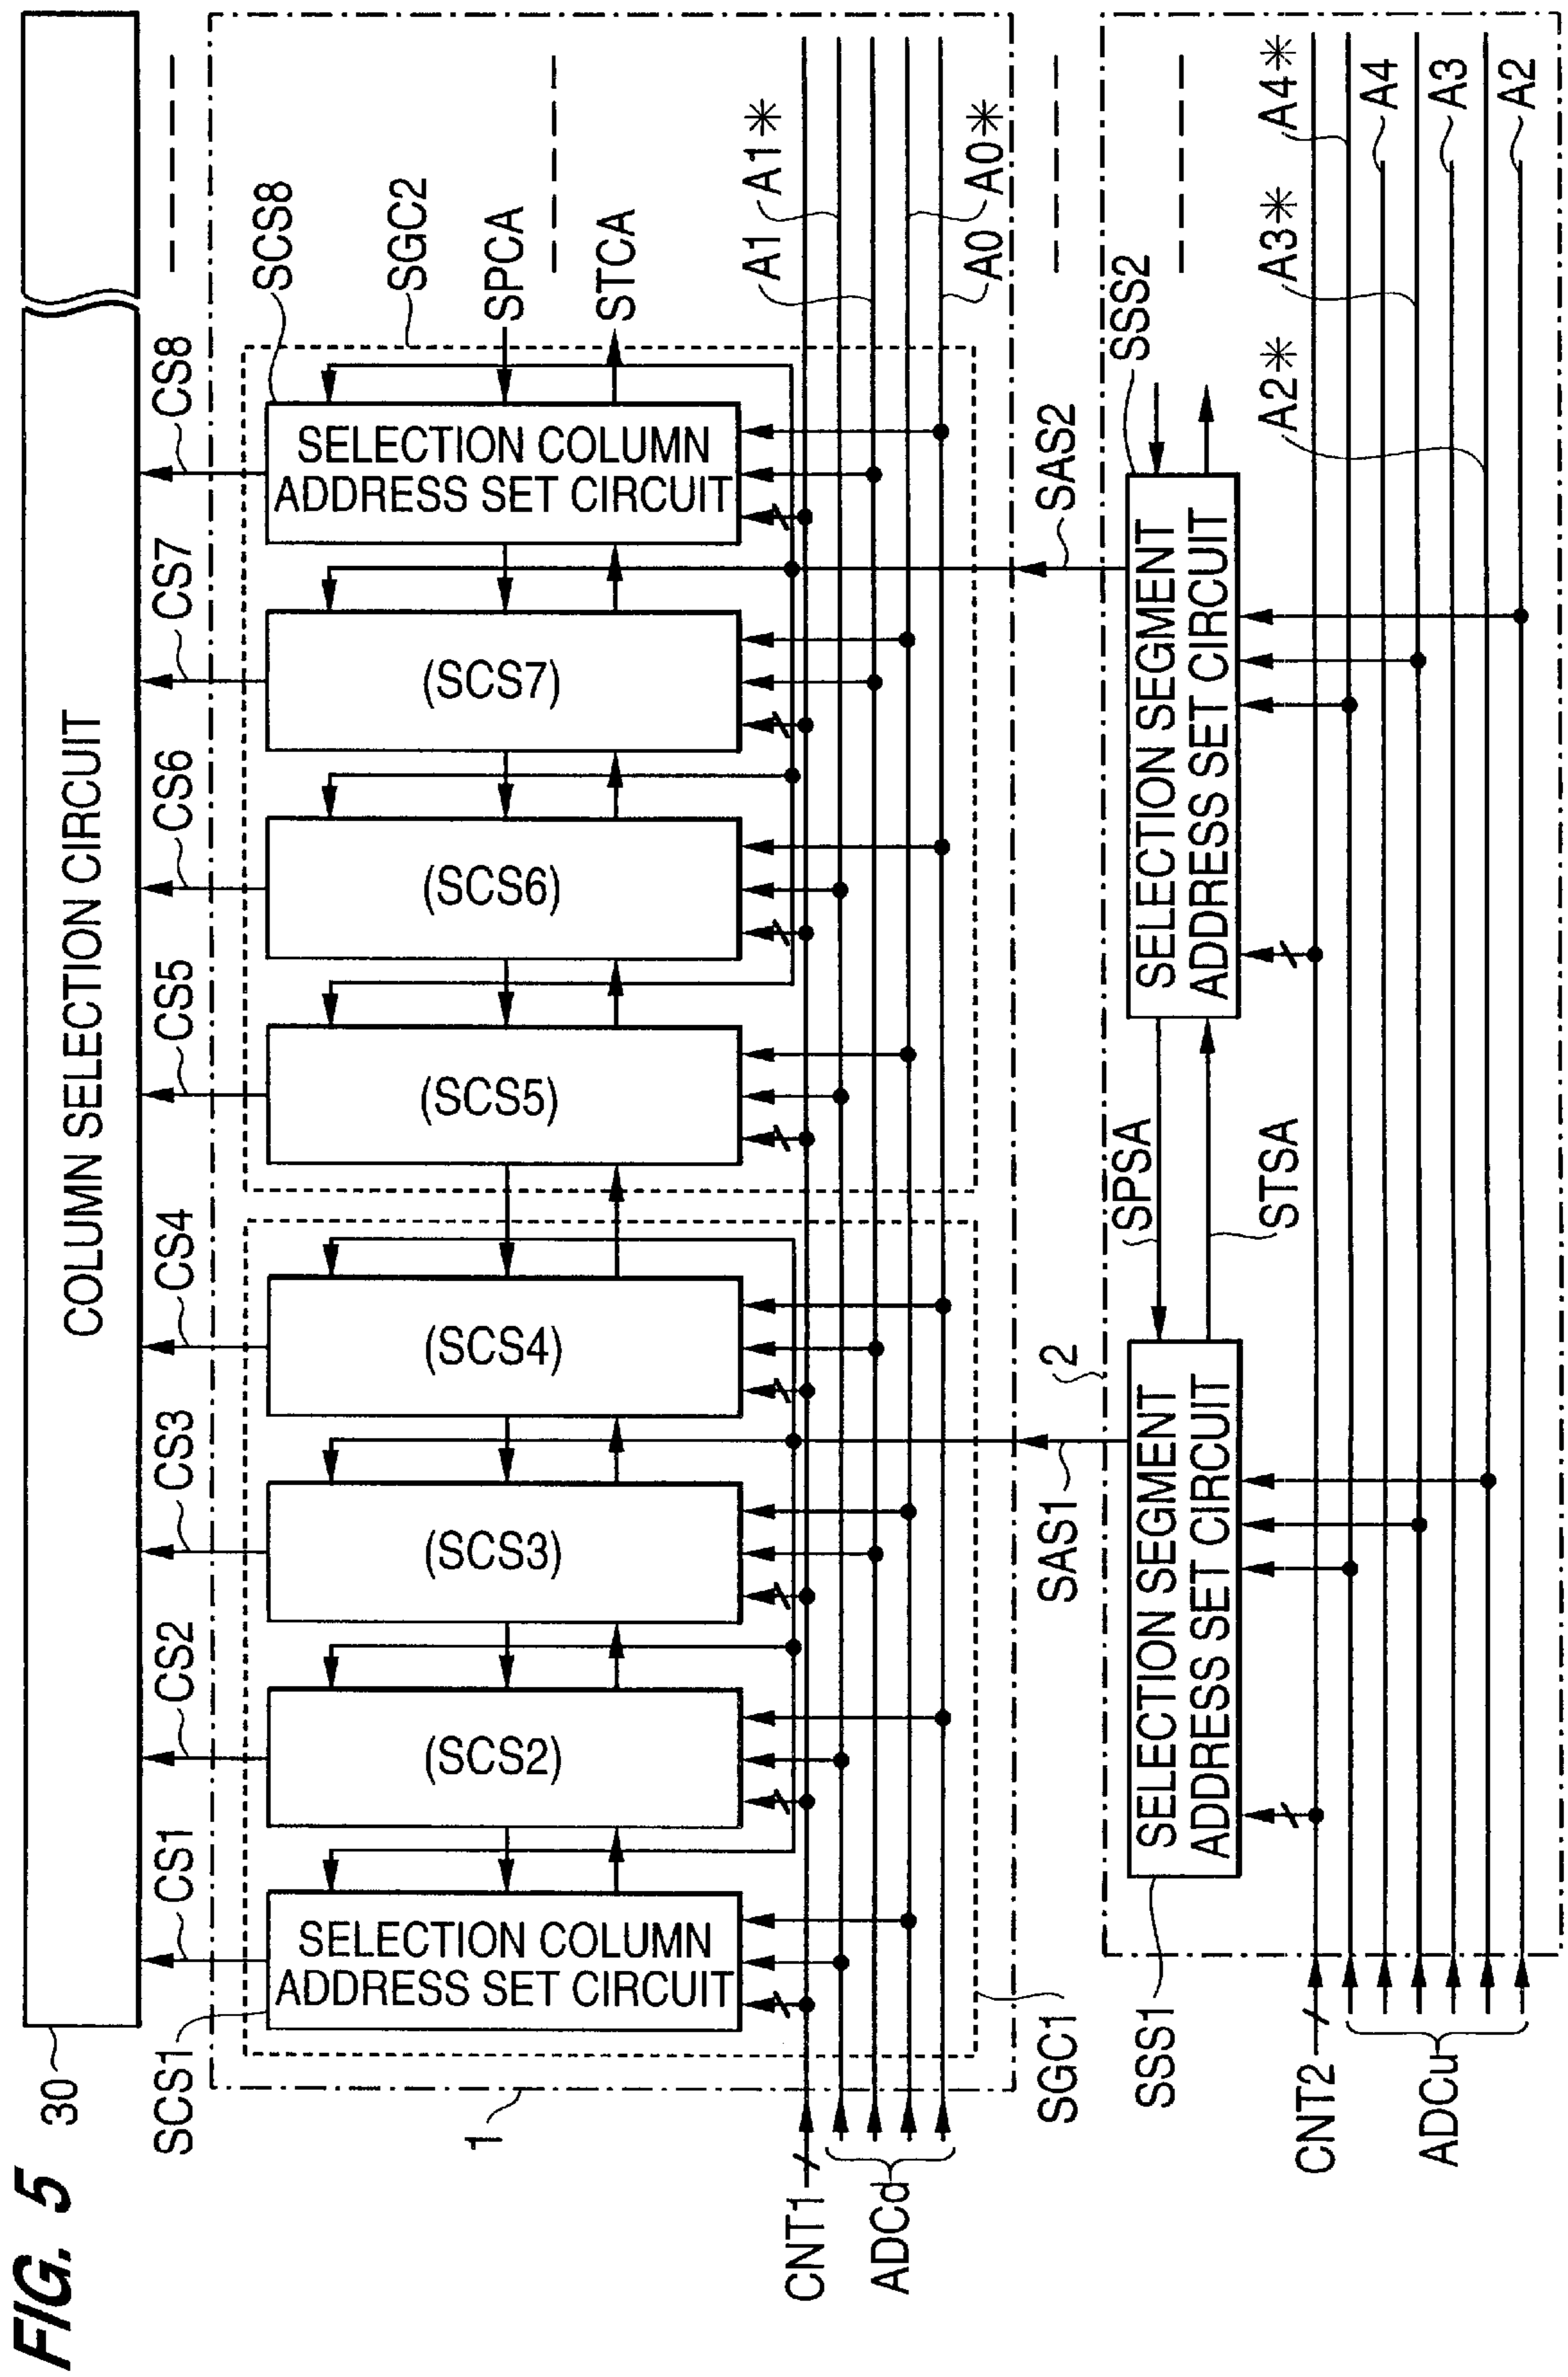 FIG. 5
30
COLUMN SELECTION CIRCUIT
CS1
CS2
CS3
CS4
CS5
CS6
CS7
CS8
SCS1
SCS8
SGC2
SPCA
STCA
SELECTION COLUMN
ADDRESS SET CIRCUIT
(SCS2)
(SCS3)
(SCS4)
(SCS5)
(SCS6)
(SCS7)
SELECTION COLUMN
ADDRESS SET CIRCUIT
1
CNT1
ADCd
A1
A1*
A0
A0*
SGC1
SAS1
2
SAS2
SSS1
SELECTION SEGMENT
ADDRESS SET CIRCUIT
SPSA
STSA
SELECTION SEGMENT
ADDRESS SET CIRCUIT
SSS2
CNT2
ADCu
A2*
A3*
A4*
A4
A3
A2